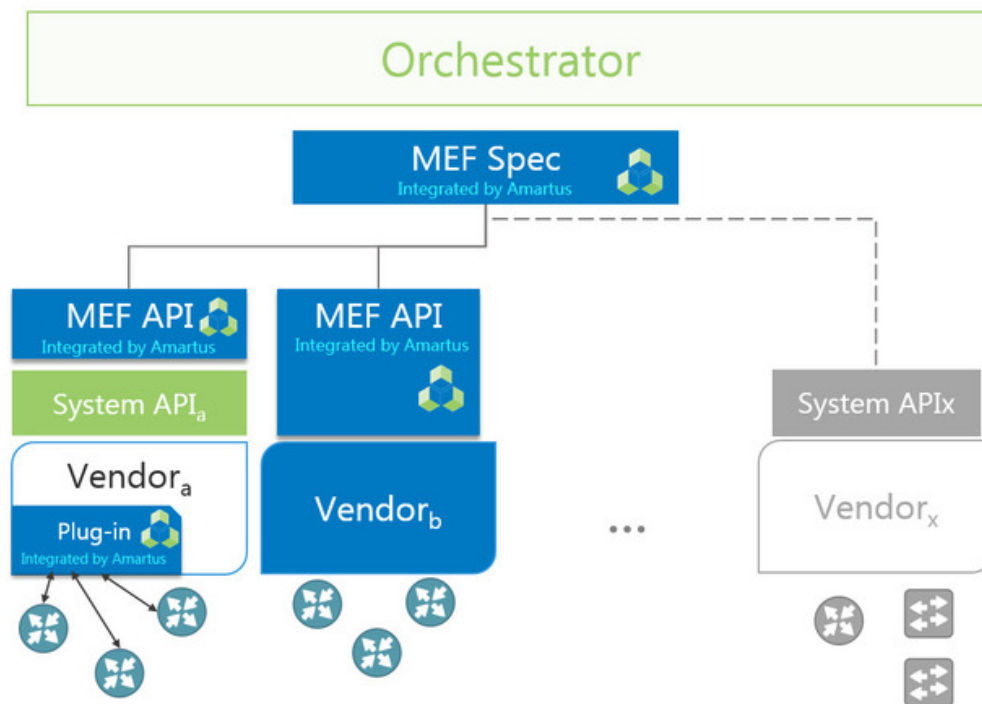 Orchestrator
MEF Spec
Integrated by Amartus
MEF API
Integrated by Amartus
MEF API
Integrated by Amartus
System APIₐ
System APIx
Vendorₐ
Plug-in
Integrated by Amartus
Vendor_b
...
Vendorₓ